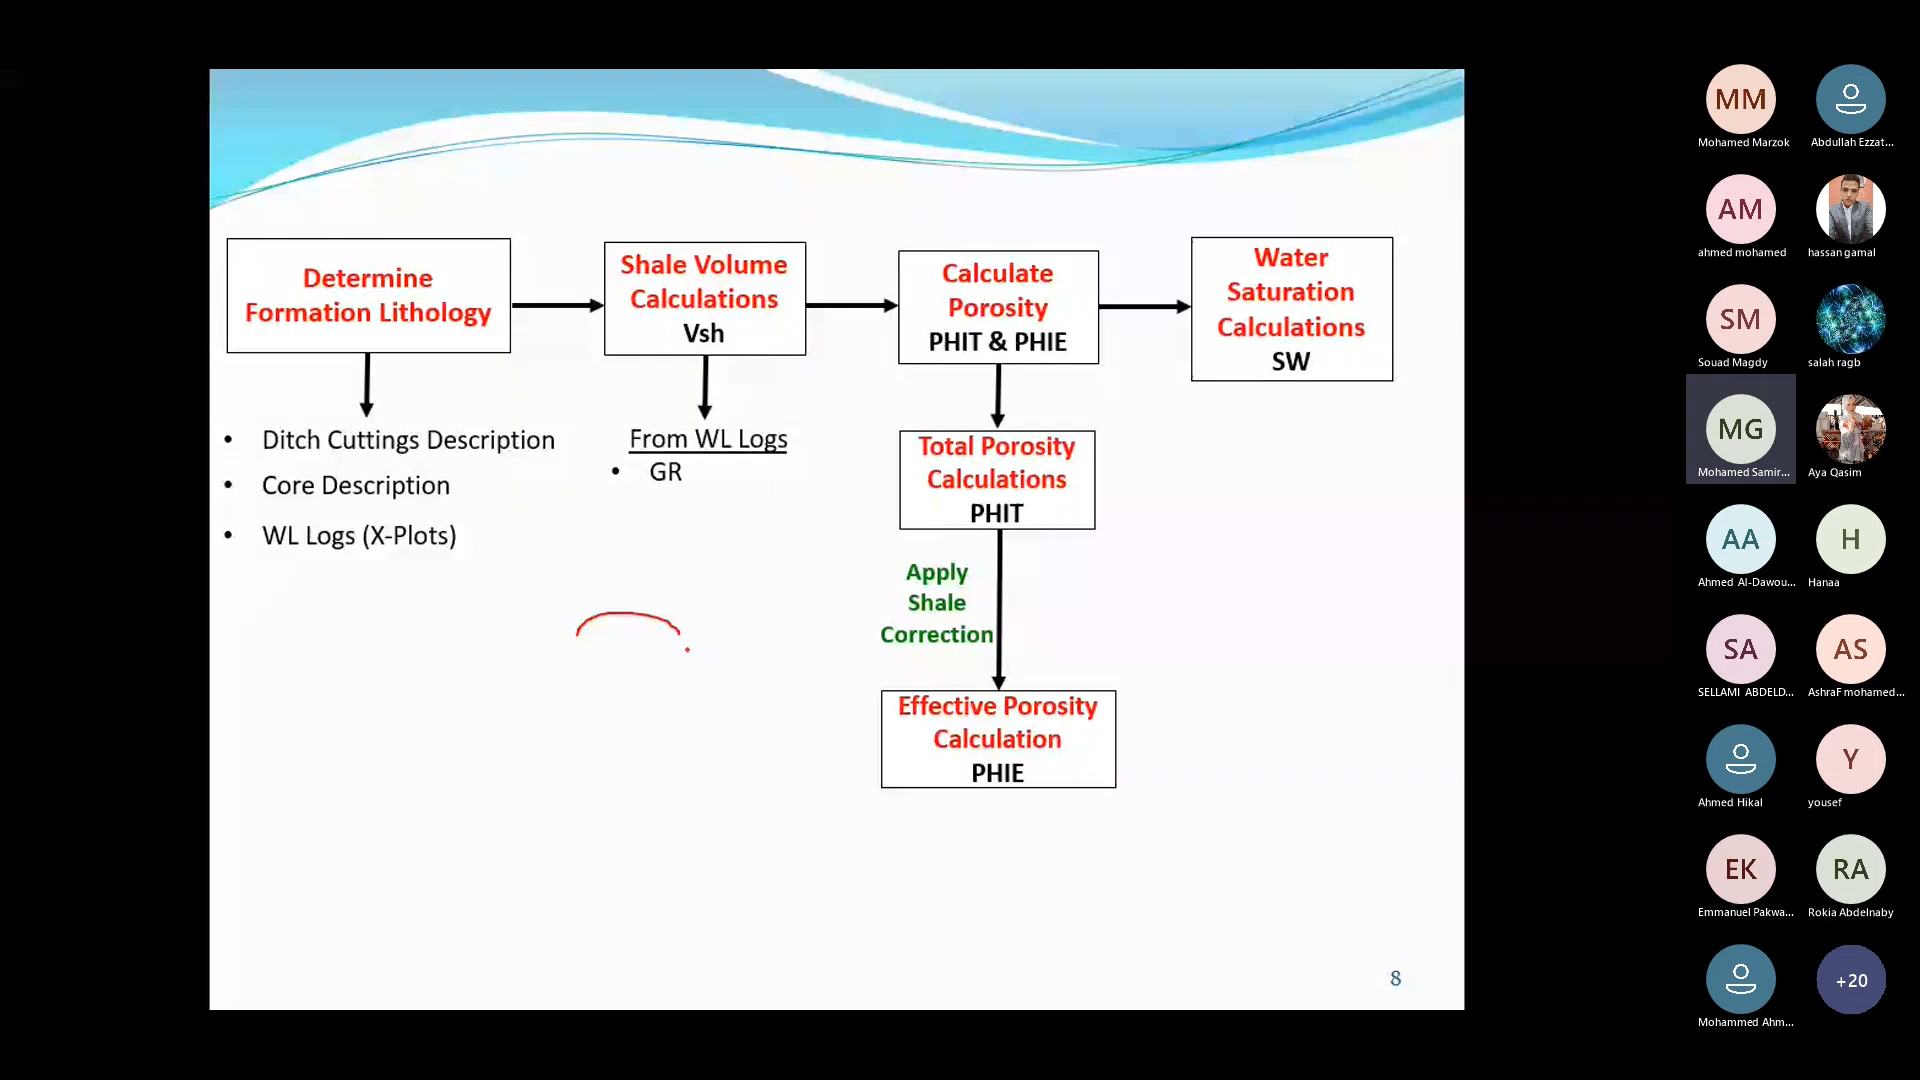 Determine
Formation Lithology
Shale Volume
Calculations
Vsh
Calculate
Porosity
PHIT & PHIE
Water
Saturation
Calculations
SW
• Ditch Cuttings Description
• Core Description
• WL Logs (X-Plots)
From WL Logs
• GR
Total Porosity
Calculations
PHIT
Apply
Shale
Correction
Effective Porosity
Calculation
PHIE
8
MM
Mohamed Marzok
Abdullah Ezzat...
AM
ahmed mohamed
hassan gamal
SM
Souad Magdy
salah ragb
MG
Mohamed Samir...
Aya Qasim
AA
Ahmed Al-Dawou...
H
Hanaa
SA
SELLAMI ABDELD...
AS
AshraF mohamed...
Ahmed Hikal
Y
yousef
EK
Emmanuel Pakwa...
RA
Rokia Abdelnaby
Mohammed Ahm...
+20